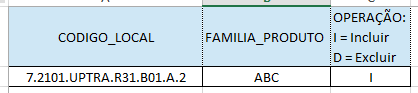 CODIGO_LOCAL
FAMILIA_PRODUTO
OPERAÇÃO:
I = Incluir
D = Excluir
7.2101.UPTRA.R31.B01.A.2
ABC
I